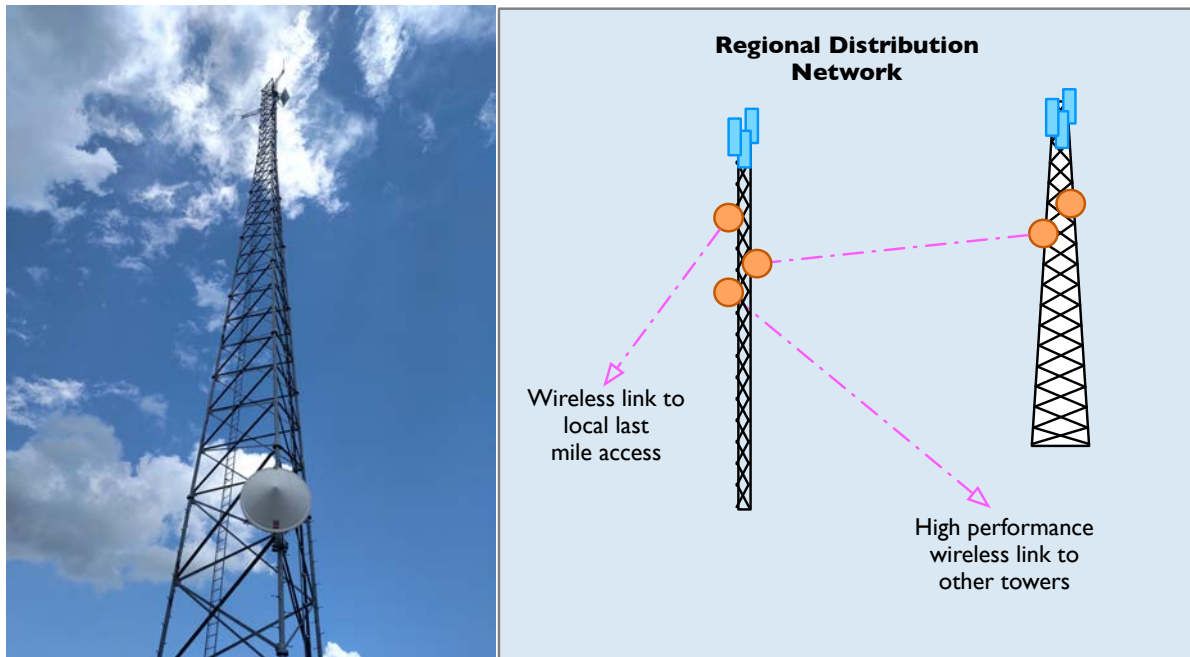 Regional Distribution
Network
Wireless link to
local last
mile access
High performance
wireless link to
other towers